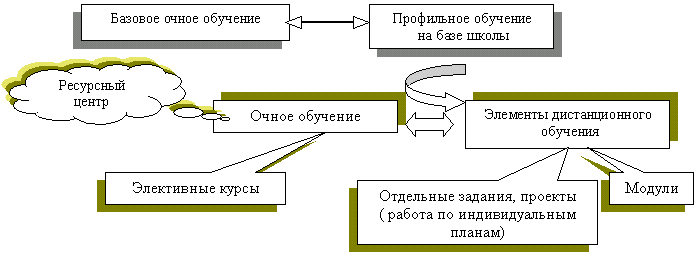 Базовое очное обучение
Профильное обучение
на базе школы
Ресурсный
центр
Очное обучение
Элементы дистанционного
обучения
Элективные курсы
Отдельные задания, проекты
( работа по индивидуальным
планам)
Модули